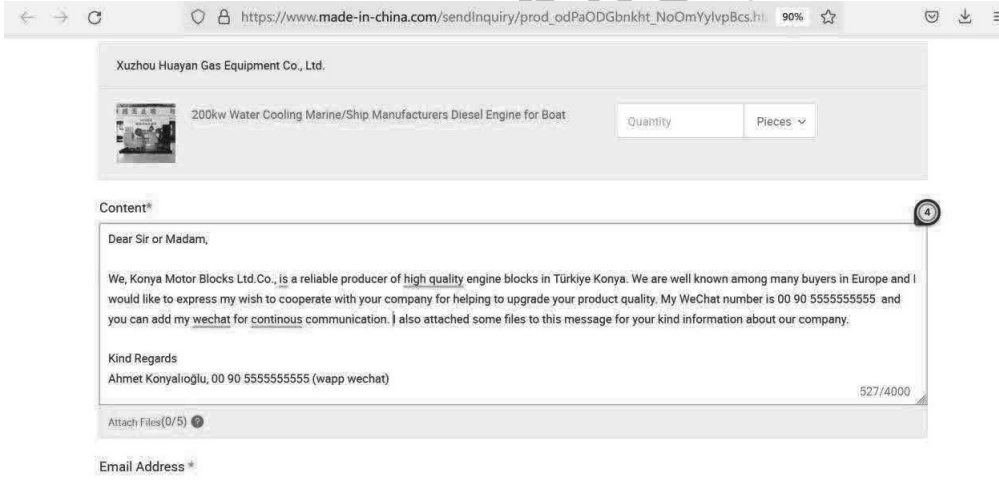 https://www.made-in-china.com/sendInquiry/prod_odPaODGbnkht_NoOmYylvpBcs.ht 90%
Xuzhou Huayan Gas Equipment Co., Ltd.
200kw Water Cooling Marine/Ship Manufacturers Diesel Engine for Boat
Quantity
Pieces
Content*
4
Dear Sir or Madam,
We, Konya Motor Blocks Ltd.Co., is a reliable producer of high quality engine blocks in Türkiye Konya. We are well known among many buyers in Europe and I
would like to express my wish to cooperate with your company for helping to upgrade your product quality. My WeChat number is 00 90 5555555555 and
you can add my wechat for continous communication. I also attached some files to this message for your kind information about our company.
Kind Regards
Ahmet Konyalıoğlu, 00 90 5555555555 (wapp wechat)
527/4000
Attach Files(0/5) ?
Email Address *